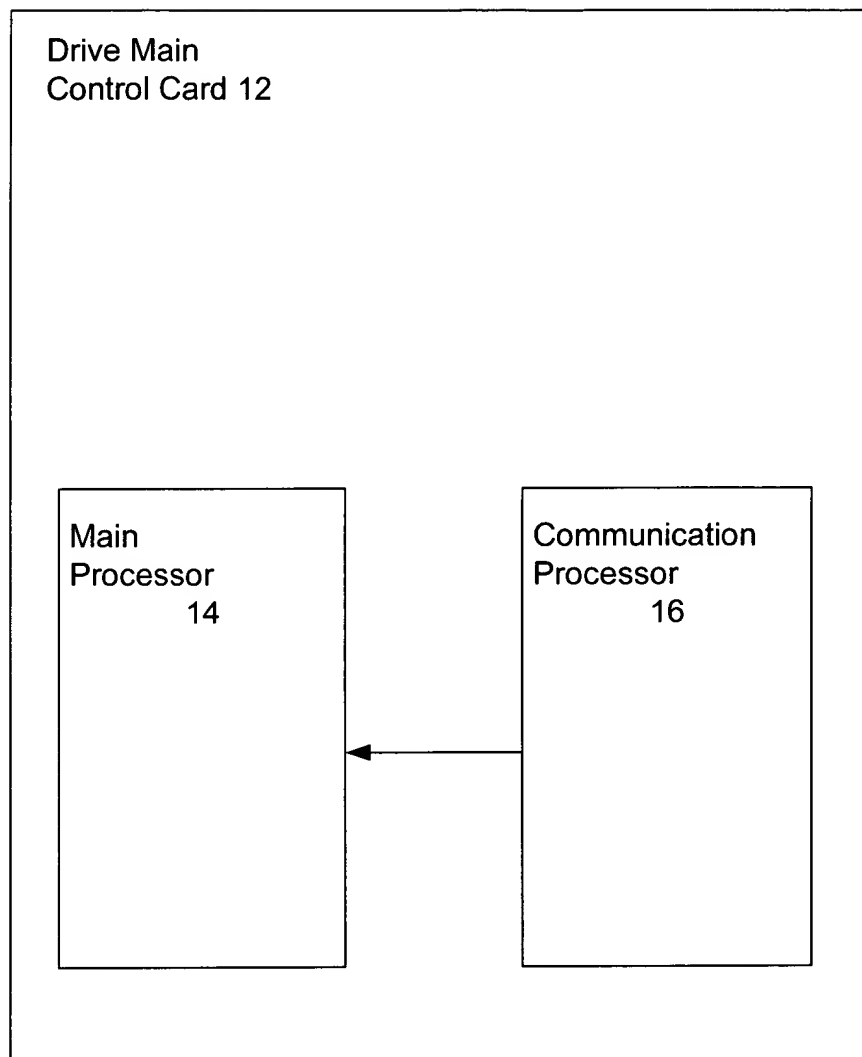 Drive Main
Control Card 12
Main
Processor
14
Communication
Processor
16